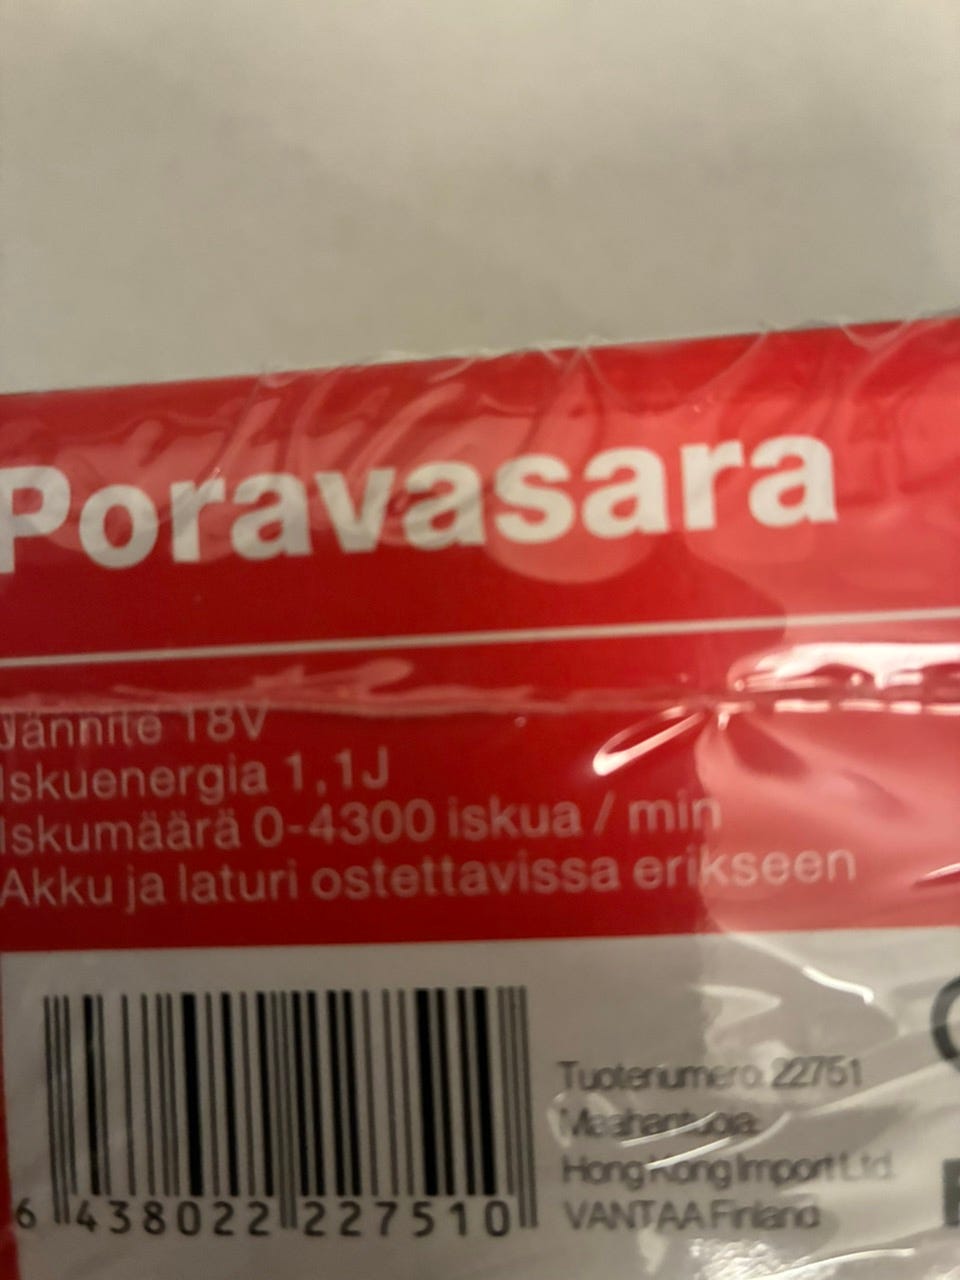 Poravasara
Jännite 18V
Iskuenergia 1,1J
Iskumäärä 0-4300 iskua / min
Akku ja laturi ostettavissa erikseen
Tuotenumero: 22751
Maahantuoja:
Hong Kong Import Ltd.
VANTAA Finland
6 438022 227510